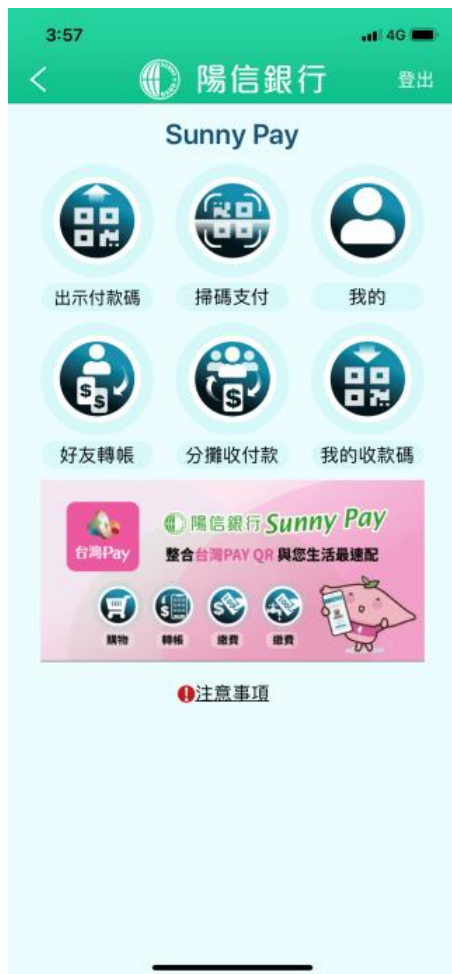 3:57 4G
陽信銀行 登出
Sunny Pay
出示付款碼 掃碼支付 我的
好友轉帳 分攤收付款 我的收款碼
台灣Pay
陽信銀行 Sunny Pay
整合台灣PAY QR 與您生活最速配
購物 轉帳 繳費 繳費
注意事項